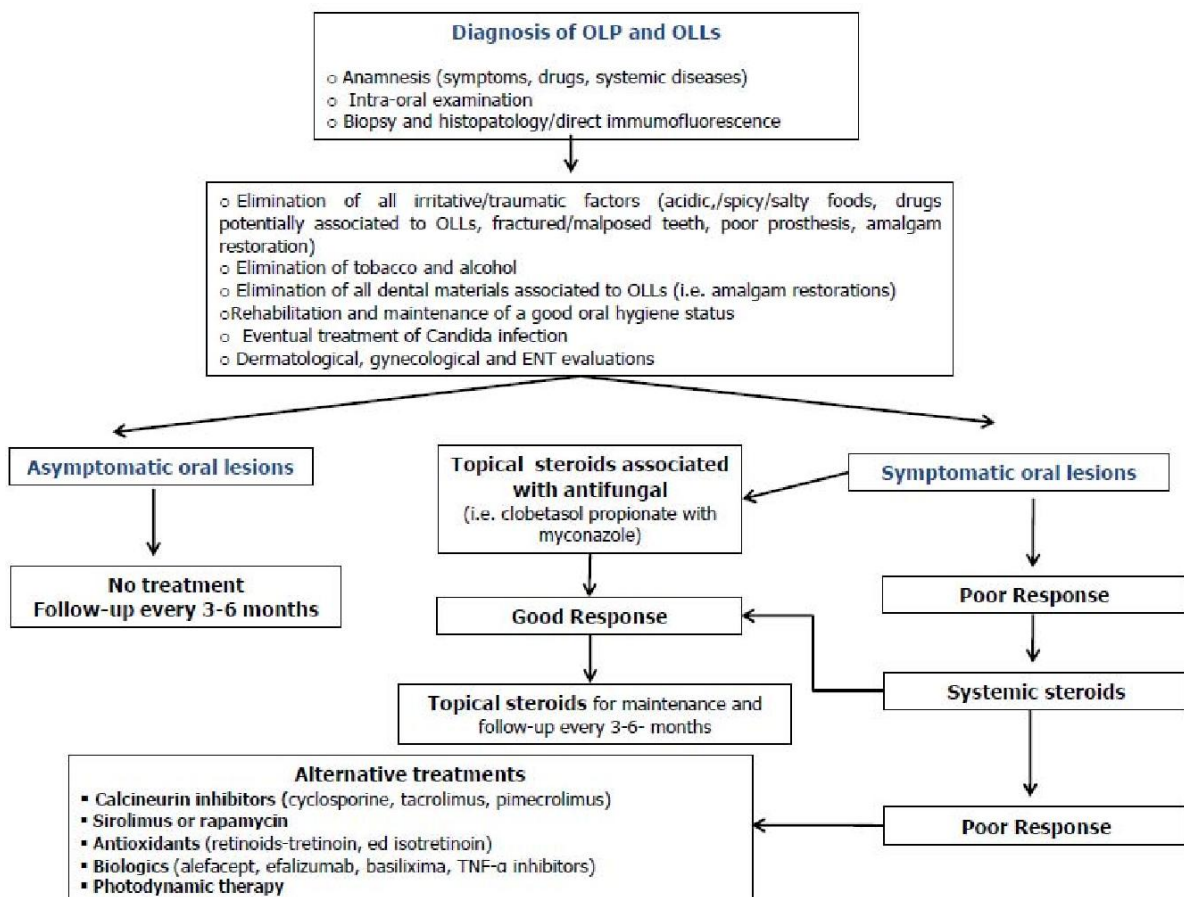 Diagnosis of OLP and OLLs
o Anamnesis (symptoms, drugs, systemic diseases)
o Intra-oral examination
o Biopsy and histopatology/direct immumofluorescence
o Elimination of all irritative/traumatic factors (acidic,/spicy/salty foods, drugs
potentially associated to OLLs, fractured/malposed teeth, poor prosthesis, amalgam
restoration)
o Elimination of tobacco and alcohol
o Elimination of all dental materials associated to OLLs (i.e. amalgam restorations)
oRehabilitation and maintenance of a good oral hygiene status
o Eventual treatment of Candida infection
o Dermatological, gynecological and ENT evaluations
Asymptomatic oral lesions
No treatment
Follow-up every 3-6 months
Topical steroids associated
with antifungal
(i.e. clobetasol propionate with
myconazole)
Good Response
Topical steroids for maintenance and
follow-up every 3-6- months
Symptomatic oral lesions
Poor Response
Systemic steroids
Poor Response
Alternative treatments
▪ Calcineurin inhibitors (cyclosporine, tacrolimus, pimecrolimus)
▪ Sirolimus or rapamycin
▪ Antioxidants (retinoids-tretinoin, ed isotretinoin)
▪ Biologics (alefacept, efalizumab, basilixima, TNF-α inhibitors)
▪ Photodynamic therapy